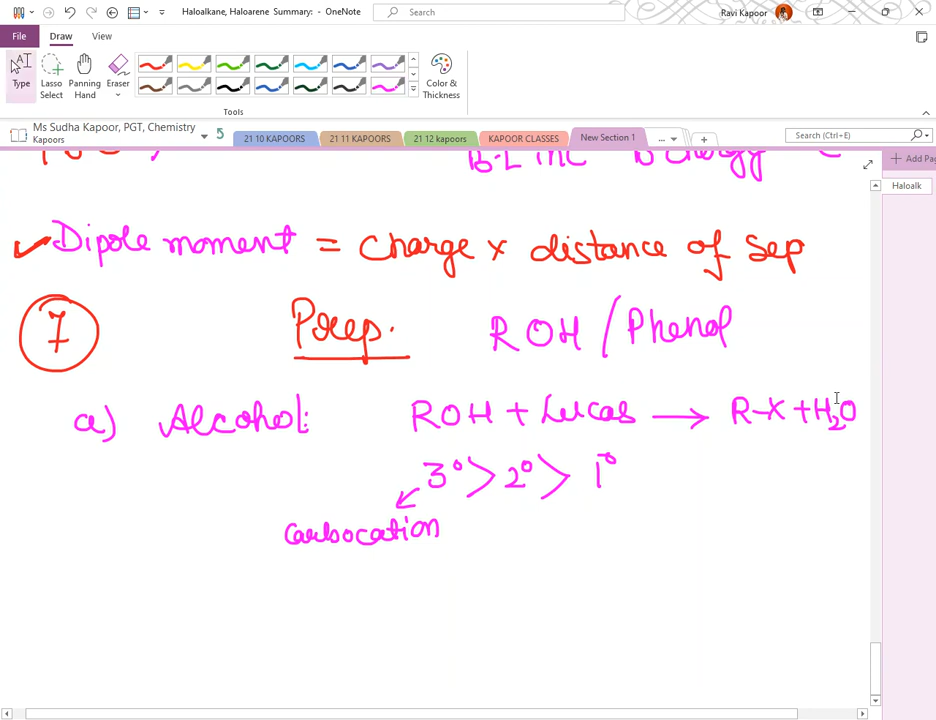 Haloalkane, Haloarene Summary: - OneNote
Search
Ravi Kapoor
File
Draw
View
Type
Lasso Select
Panning Hand
Eraser
Color & Thickness
Tools
Ms Sudha Kapoor, PGT, Chemistry
Kapoors
21 10 KAPOORS
21 11 KAPOORS
21 12 kapoors
KAPOOR CLASSES
New Section 1
...
+
Search (Ctrl+E)
Add Pag
Haloalk
Dipole moment = Charge × distance of Sep
7 Prep. ROH / Phenol
a) Alcohol: ROH + Lucas → R-X + H₂O
3° > 2° > 1°
Carbocation